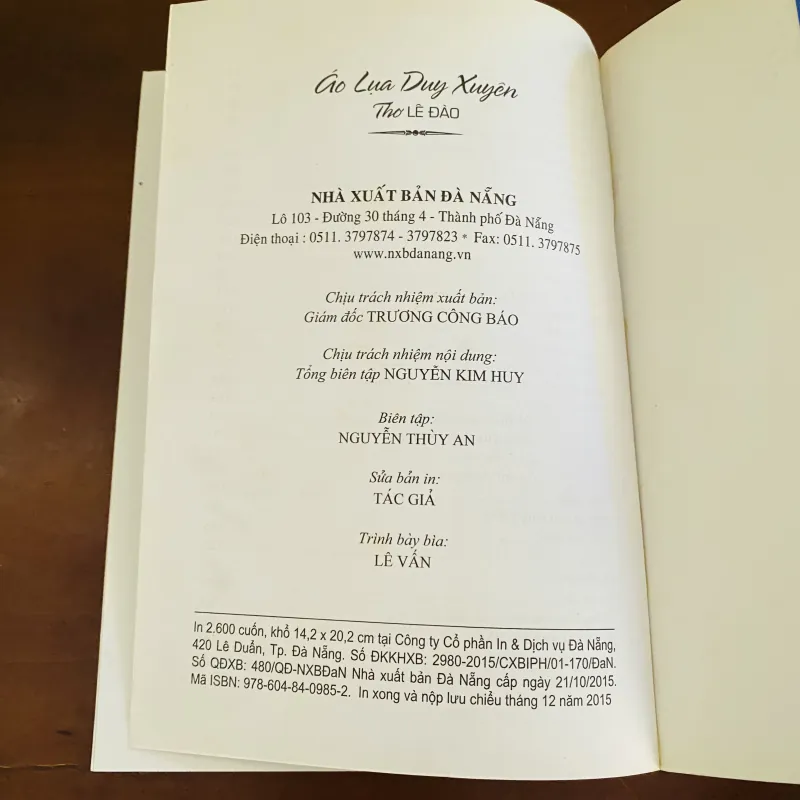 Áo Lụa Duy Xuyên
Thơ LÊ ĐÀO
NHÀ XUẤT BẢN ĐÀ NẴNG
Lô 103 - Đường 30 tháng 4 - Thành phố Đà Nẵng
Điện thoại : 0511. 3797874 - 3797823 * Fax: 0511. 3797875
www.nxbdanang.vn
Chịu trách nhiệm xuất bản:
Giám đốc TRƯƠNG CÔNG BÁO
Chịu trách nhiệm nội dung:
Tổng biên tập NGUYỄN KIM HUY
Biên tập:
NGUYỄN THÙY AN
Sửa bản in:
TÁC GIẢ
Trình bày bìa:
LÊ VẤN
In 2.600 cuốn, khổ 14,2 x 20,2 cm tại Công ty Cổ phần In & Dịch vụ Đà Nẵng,
420 Lê Duẩn, Tp. Đà Nẵng. Số ĐKKHXB: 2980-2015/CXBIPH/01-170/ĐaN.
Số QĐXB: 480/QĐ-NXBĐaN Nhà xuất bản Đà Nẵng cấp ngày 21/10/2015.
Mã ISBN: 978-604-84-0985-2. In xong và nộp lưu chiểu tháng 12 năm 2015